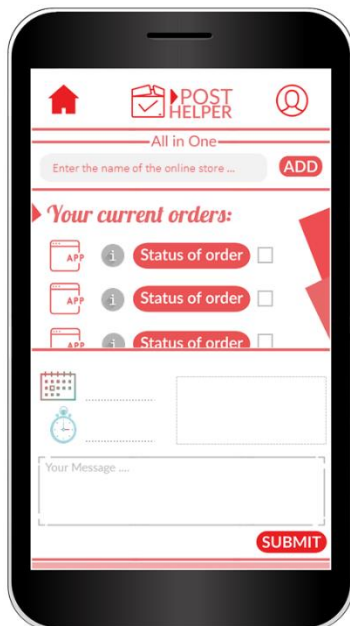 POST
HELPER
All in One
Enter the name of the online store ...
ADD
Your current orders:
APP
i
Status of order
APP
i
Status of order
APP
i
Status of order
Your Message ....
SUBMIT